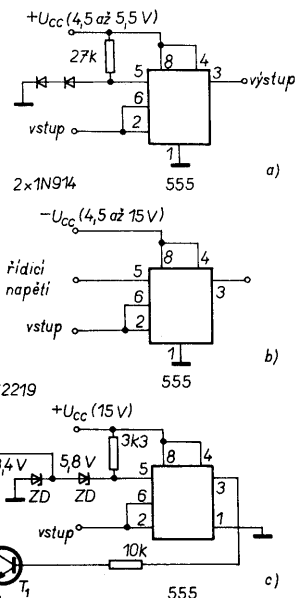 +Ucc (4,5 až 5,5 V)
27k
8 4
5
3
výstup
6
vstup
2
1
a)
2×1N914
555
−Ucc (4,5 až 15 V)
8 4
řídicí
napětí
5
3
6
vstup
2
1
b)
555
2219
+Ucc (15 V)
3k3
,4 V
5,8 V
8 4
5
3
ZD
ZD
6
1
vstup
2
10k
c)
T1
555